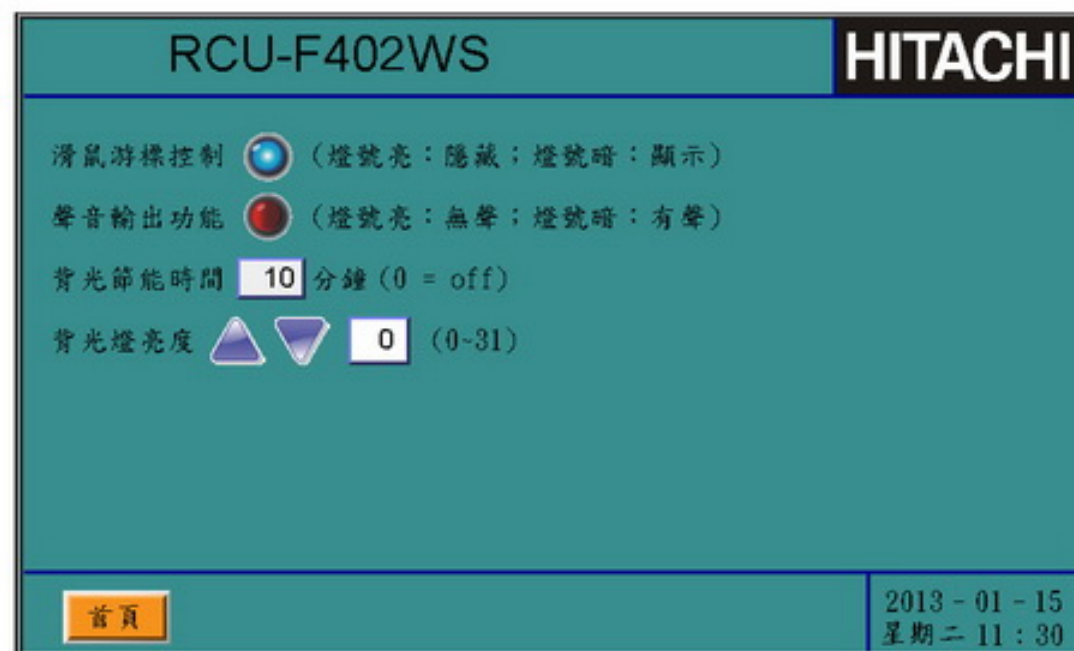 RCU-F402WS
HITACHI
滑鼠游標控制 (燈號亮：隱藏；燈號暗：顯示)
聲音輸出功能 (燈號亮：無聲；燈號暗：有聲)
背光節能時間 10 分鐘 (0 = off)
背光燈亮度 0 (0~31)
首頁
2013 - 01 - 15
星期二 11 : 30